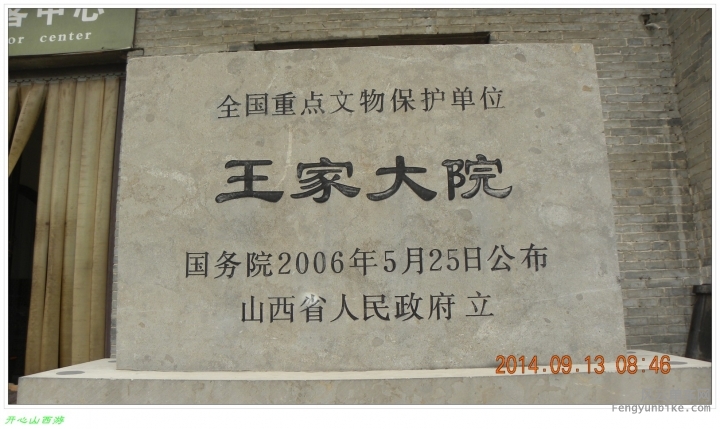 客中心
or center
全国重点文物保护单位
王家大院
国务院2006年5月25日公布
山西省人民政府 立
2014.09.13 08:46
Fengyunbike.com
开心山西游